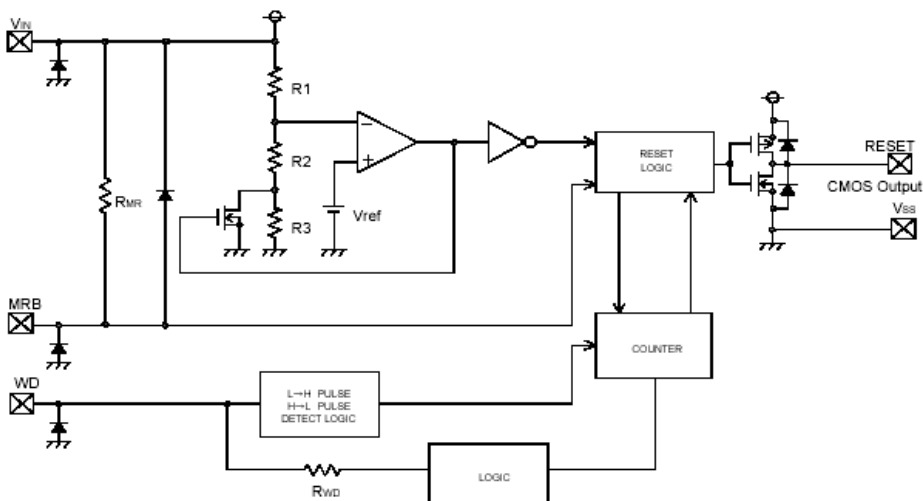 VIN
R1
R2
R3
Vref
RMR
RESET
LOGIC
RESET
CMOS Output
VSS
MRB
COUNTER
WD
L→H PULSE
H→L PULSE
DETECT LOGIC
RWD
LOGIC